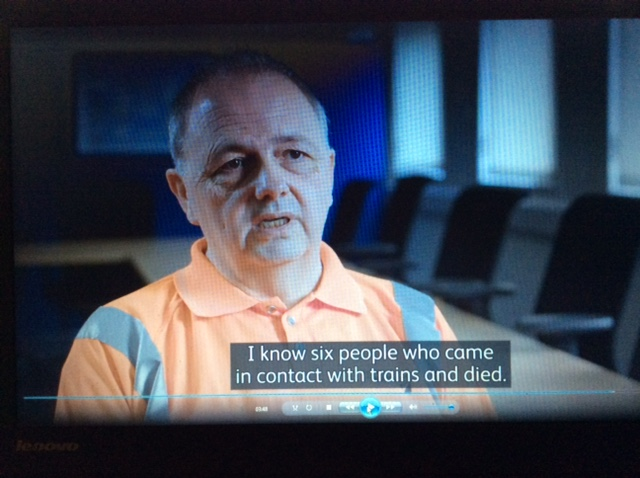 I know six people who came
in contact with trains and died.
lenovo